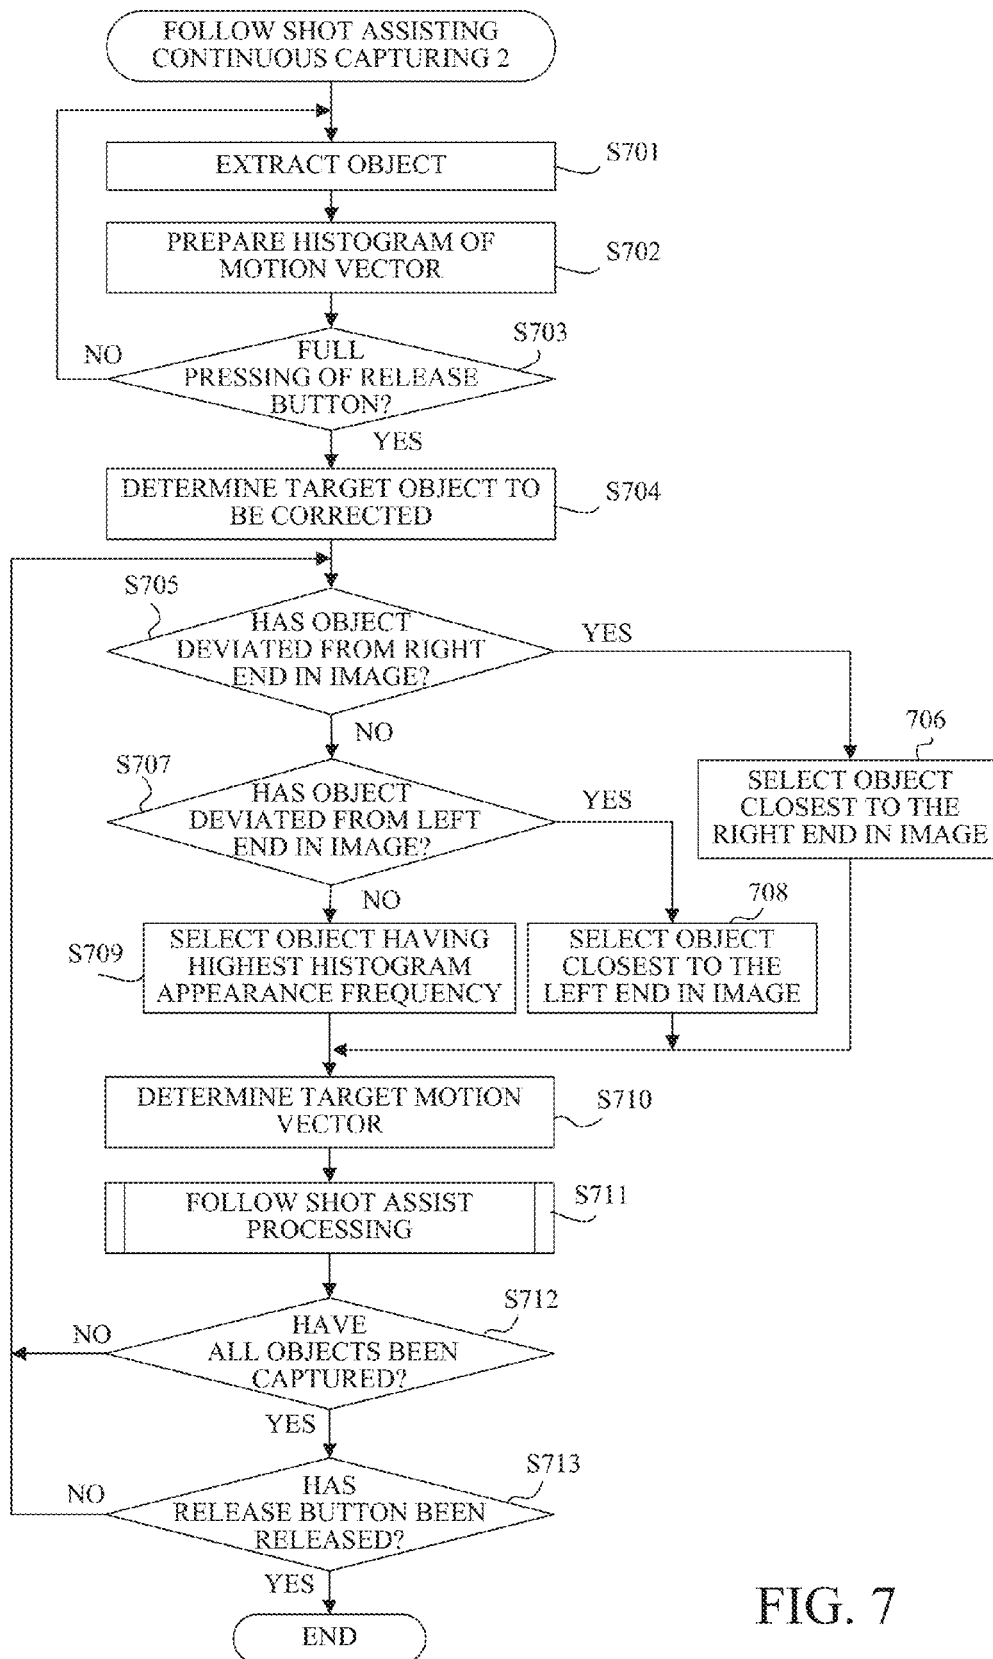 FOLLOW SHOT ASSISTING
CONTINUOUS CAPTURING 2
EXTRACT OBJECT
S701
PREPARE HISTOGRAM OF
MOTION VECTOR
S702
S703
FULL
PRESSING OF RELEASE
BUTTON?
NO
YES
DETERMINE TARGET OBJECT TO
BE CORRECTED
S704
S705
HAS OBJECT
DEVIATED FROM RIGHT
END IN IMAGE?
YES
NO
706
SELECT OBJECT
CLOSEST TO THE
RIGHT END IN IMAGE
S707
HAS OBJECT
DEVIATED FROM LEFT
END IN IMAGE?
YES
NO
708
SELECT OBJECT
CLOSEST TO THE
LEFT END IN IMAGE
S709
SELECT OBJECT HAVING
HIGHEST HISTOGRAM
APPEARANCE FREQUENCY
DETERMINE TARGET MOTION
VECTOR
S710
FOLLOW SHOT ASSIST
PROCESSING
S711
S712
HAVE
ALL OBJECTS BEEN
CAPTURED?
NO
YES
S713
HAS
RELEASE BUTTON BEEN
RELEASED?
NO
YES
END
FIG. 7